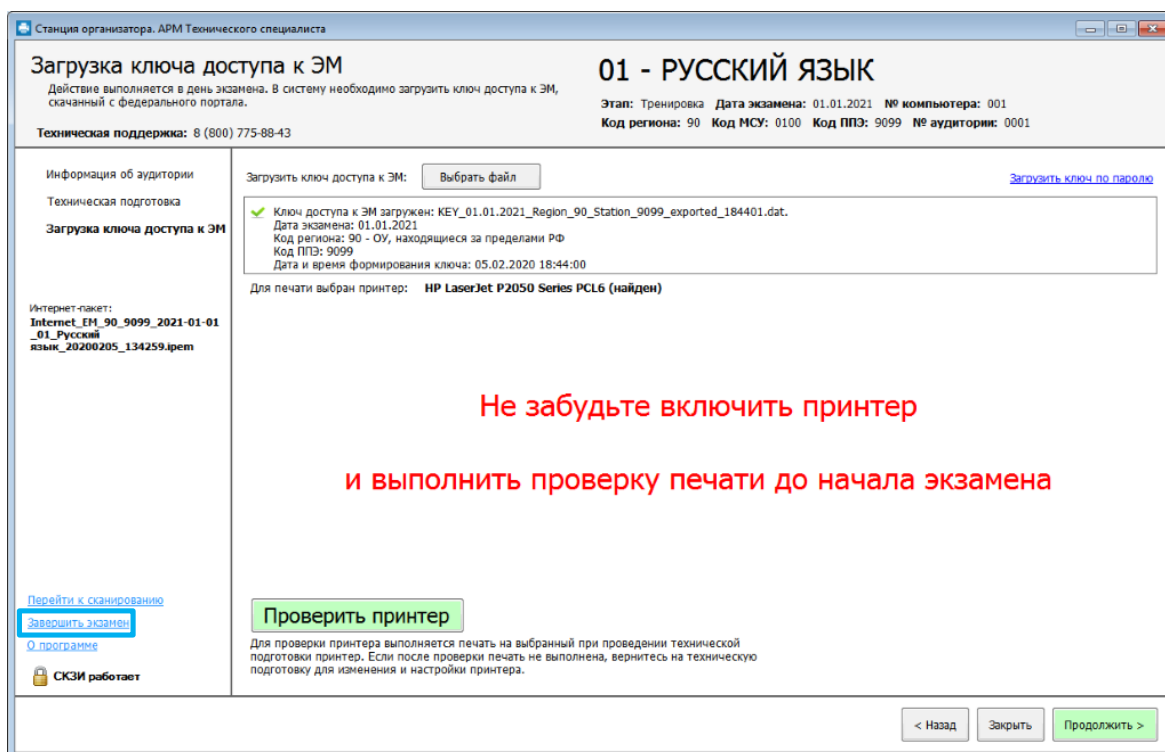 Станция организатора. АРМ Технического специалиста
Загрузка ключа доступа к ЭМ
Действие выполняется в день экзамена. В систему необходимо загрузить ключ доступа к ЭМ,
скачанный с федерального портала.
Техническая поддержка: 8 (800) 775-88-43
01 - РУССКИЙ ЯЗЫК
Этап: Тренировка Дата экзамена: 01.01.2021 № компьютера: 001
Код региона: 90 Код МСУ: 0100 Код ППЭ: 9099 № аудитории: 0001
Информация об аудитории
Техническая подготовка
Загрузка ключа доступа к ЭМ
Интернет-пакет:
Internet_EM_90_9099_2021-01-01
_01_Русский
язык_20200205_134259.ipem
Перейти к сканированию
Завершить экзамен
О программе
СКЗИ работает
Загрузить ключ доступа к ЭМ: Выбрать файл
Загрузить ключ по паролю
Ключ доступа к ЭМ загружен: KEY_01.01.2021_Region_90_Station_9099_exported_184401.dat.
Дата экзамена: 01.01.2021
Код региона: 90 - ОУ, находящиеся за пределами РФ
Код ППЭ: 9099
Дата и время формирования ключа: 05.02.2020 18:44:00
Для печати выбран принтер: HP LaserJet P2050 Series PCL6 (найден)
Не забудьте включить принтер
и выполнить проверку печати до начала экзамена
Проверить принтер
Для проверки принтера выполняется печать на выбранный при проведении технической
подготовки принтер. Если после проверки печать не выполнена, вернитесь на техническую
подготовку для изменения и настройки принтера.
< Назад
Закрыть
Продолжить >